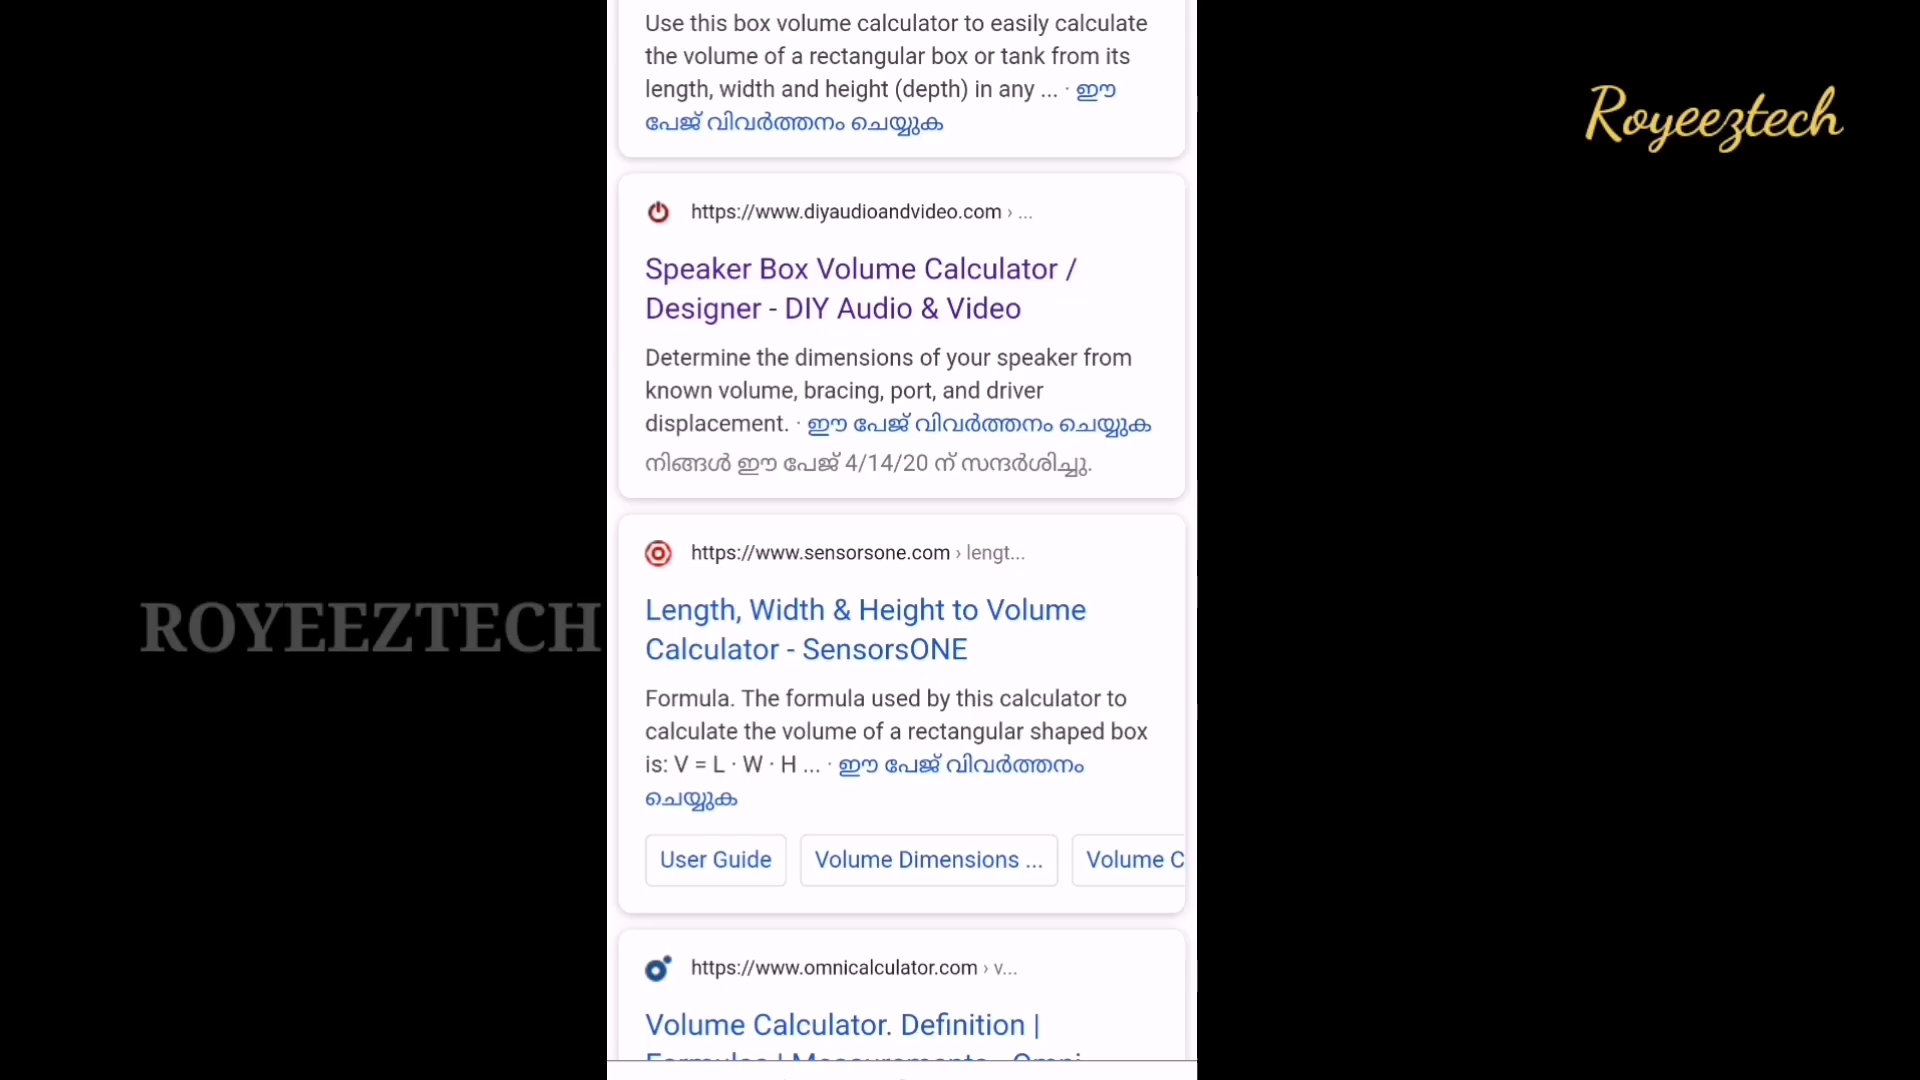 Use this box volume calculator to easily calculate
the volume of a rectangular box or tank from its
length, width and height (depth) in any ... · ഈ
പേജ് വിവർത്തനം ചെയ്യുക
Royeeztech
https://www.diyaudioandvideo.com › ...
Speaker Box Volume Calculator /
Designer - DIY Audio & Video
Determine the dimensions of your speaker from
known volume, bracing, port, and driver
displacement. · ഈ പേജ് വിവർത്തനം ചെയ്യുക
നിങ്ങൾ ഈ പേജ് 4/14/20 ന് സന്ദർശിച്ചു.
https://www.sensorsone.com › lengt...
Length, Width & Height to Volume
Calculator - SensorsONE
ROYEEZTECH
Formula. The formula used by this calculator to
calculate the volume of a rectangular shaped box
is: V = L · W · H ... · ഈ പേജ് വിവർത്തനം
ചെയ്യുക
User Guide
Volume Dimensions ...
Volume C
https://www.omnicalculator.com › v...
Volume Calculator. Definition |
Formulas | Measurements - Omni